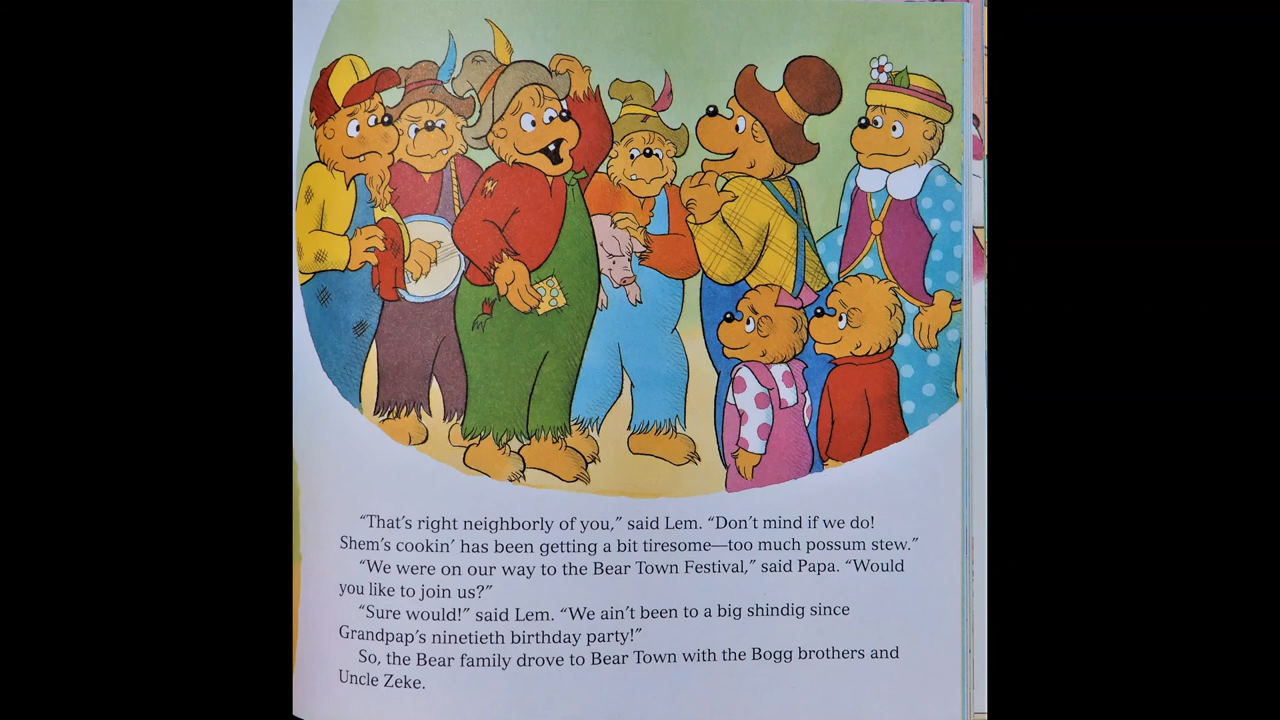 “That’s right neighborly of you,” said Lem. “Don’t mind if we do!
Shem’s cookin’ has been getting a bit tiresome—too much possum stew.”
“We were on our way to the Bear Town Festival,” said Papa. “Would
you like to join us?”
“Sure would!” said Lem. “We ain’t been to a big shindig since
Grandpap’s ninetieth birthday party!”
So, the Bear family drove to Bear Town with the Bogg brothers and
Uncle Zeke.